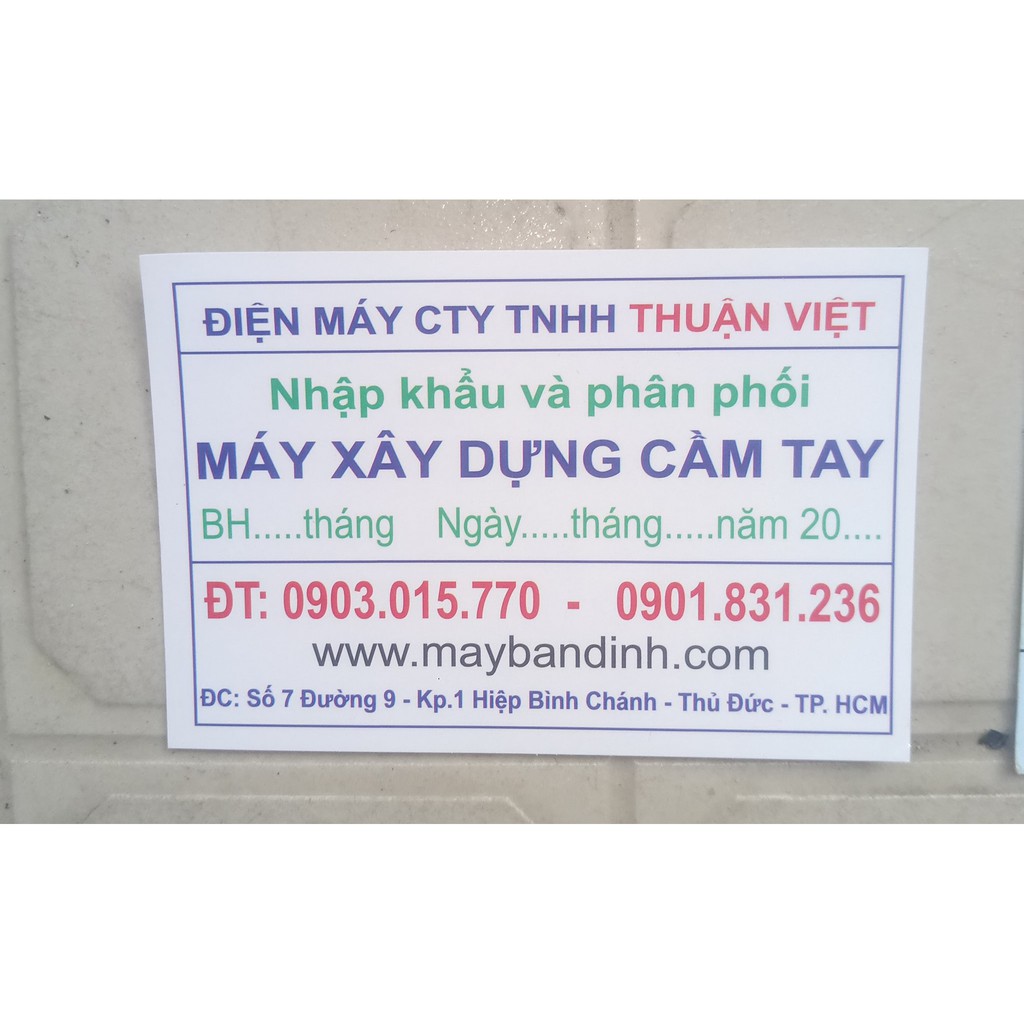 ĐIỆN MÁY CTY TNHH THUẬN VIỆT
Nhập khẩu và phân phối
MÁY XÂY DỰNG CẦM TAY
BH.....tháng Ngày.....tháng.....năm 20....
ĐT: 0903.015.770 - 0901.831.236
www.maybandinh.com
ĐC: Số 7 Đường 9 - Kp.1 Hiệp Bình Chánh - Thủ Đức - TP. HCM